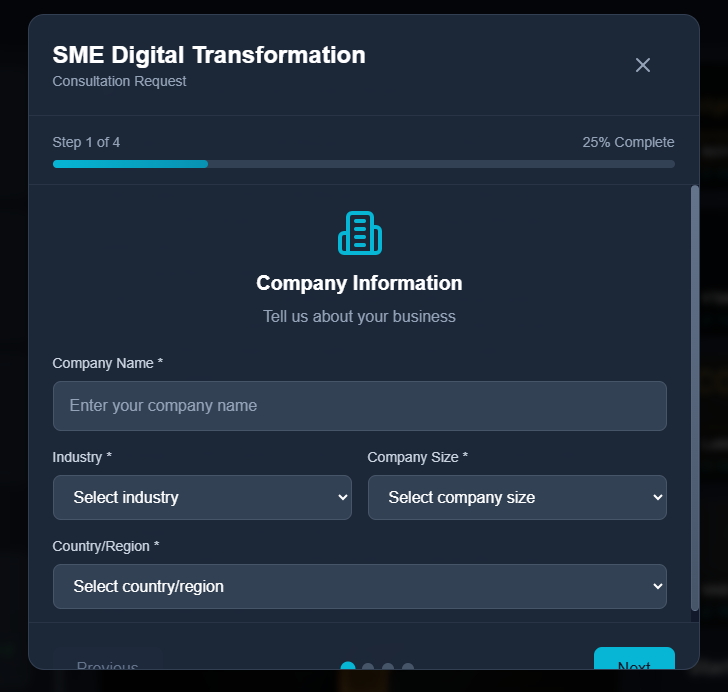 SME Digital Transformation
Consultation Request
Step 1 of 4
25% Complete
Company Information
Tell us about your business
Company Name *
Enter your company name
Industry *
Company Size *
Select industry
Select company size
Country/Region *
Select country/region
Previous
Next